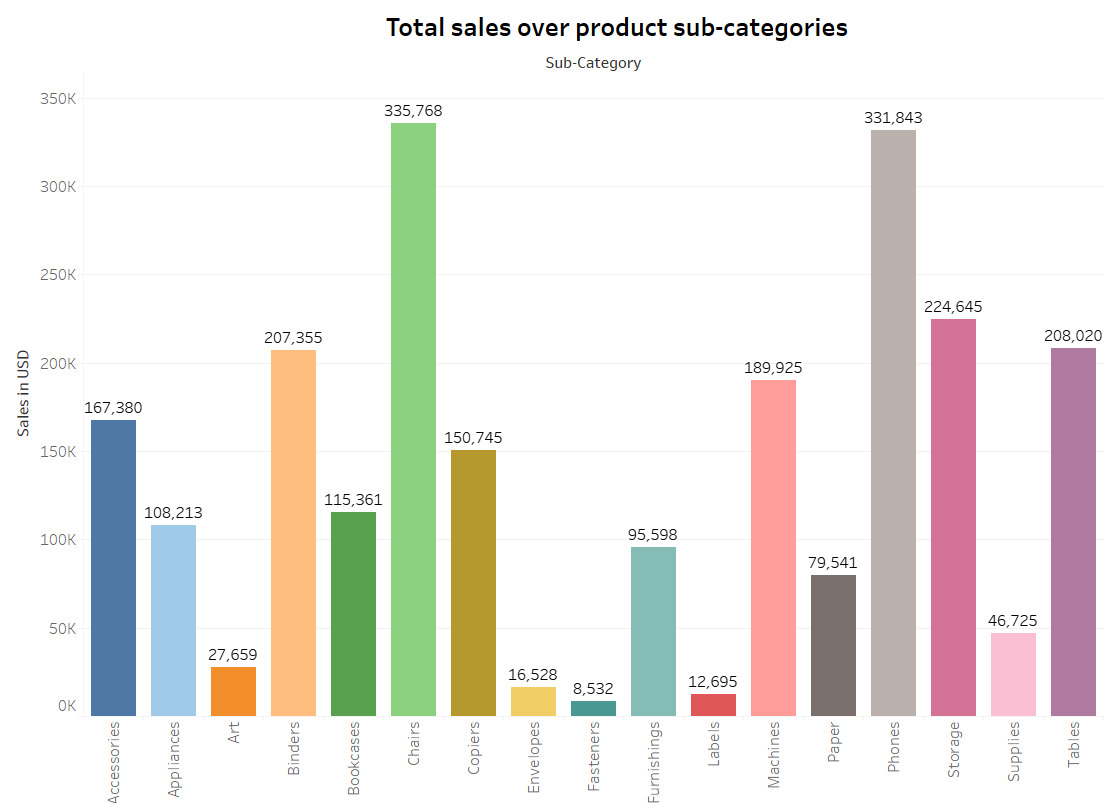 Total sales over product sub-categories
Sub-Category
Sales in USD
350K
300K
250K
200K
150K
100K
50K
0K
167,380
108,213
27,659
207,355
115,361
335,768
150,745
16,528
8,532
95,598
12,695
189,925
79,541
331,843
224,645
46,725
208,020
Accessories
Appliances
Art
Binders
Bookcases
Chairs
Copiers
Envelopes
Fasteners
Furnishings
Labels
Machines
Paper
Phones
Storage
Supplies
Tables